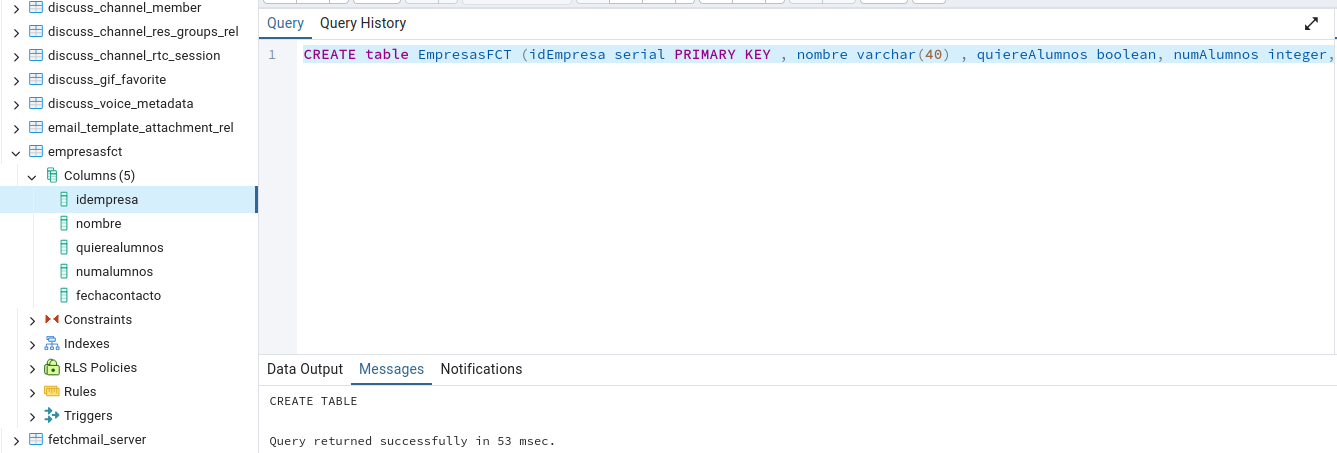 discuss_channel_member
discuss_channel_res_groups_rel
discuss_channel_rtc_session
discuss_gif_favorite
discuss_voice_metadata
email_template_attachment_rel
empresasfct
Columns (5)
idempresa
nombre
quierealumnos
numalumnos
fechacontacto
Constraints
Indexes
RLS Policies
Rules
Triggers
fetchmail_server
Query Query History
1 CREATE table EmpresasFCT (idEmpresa serial PRIMARY KEY , nombre varchar(40) , quiereAlumnos boolean, numAlumnos integer,
Data Output Messages Notifications
CREATE TABLE
Query returned successfully in 53 msec.